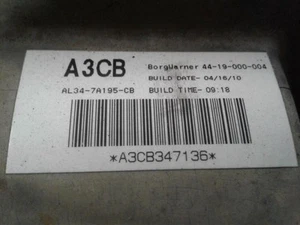 A3CB BorgWarner 44-19-000-004
BUILD DATE- 04/16/10
AL34-7A195-CB BUILD TIME- 09:18
*A3CB347136*